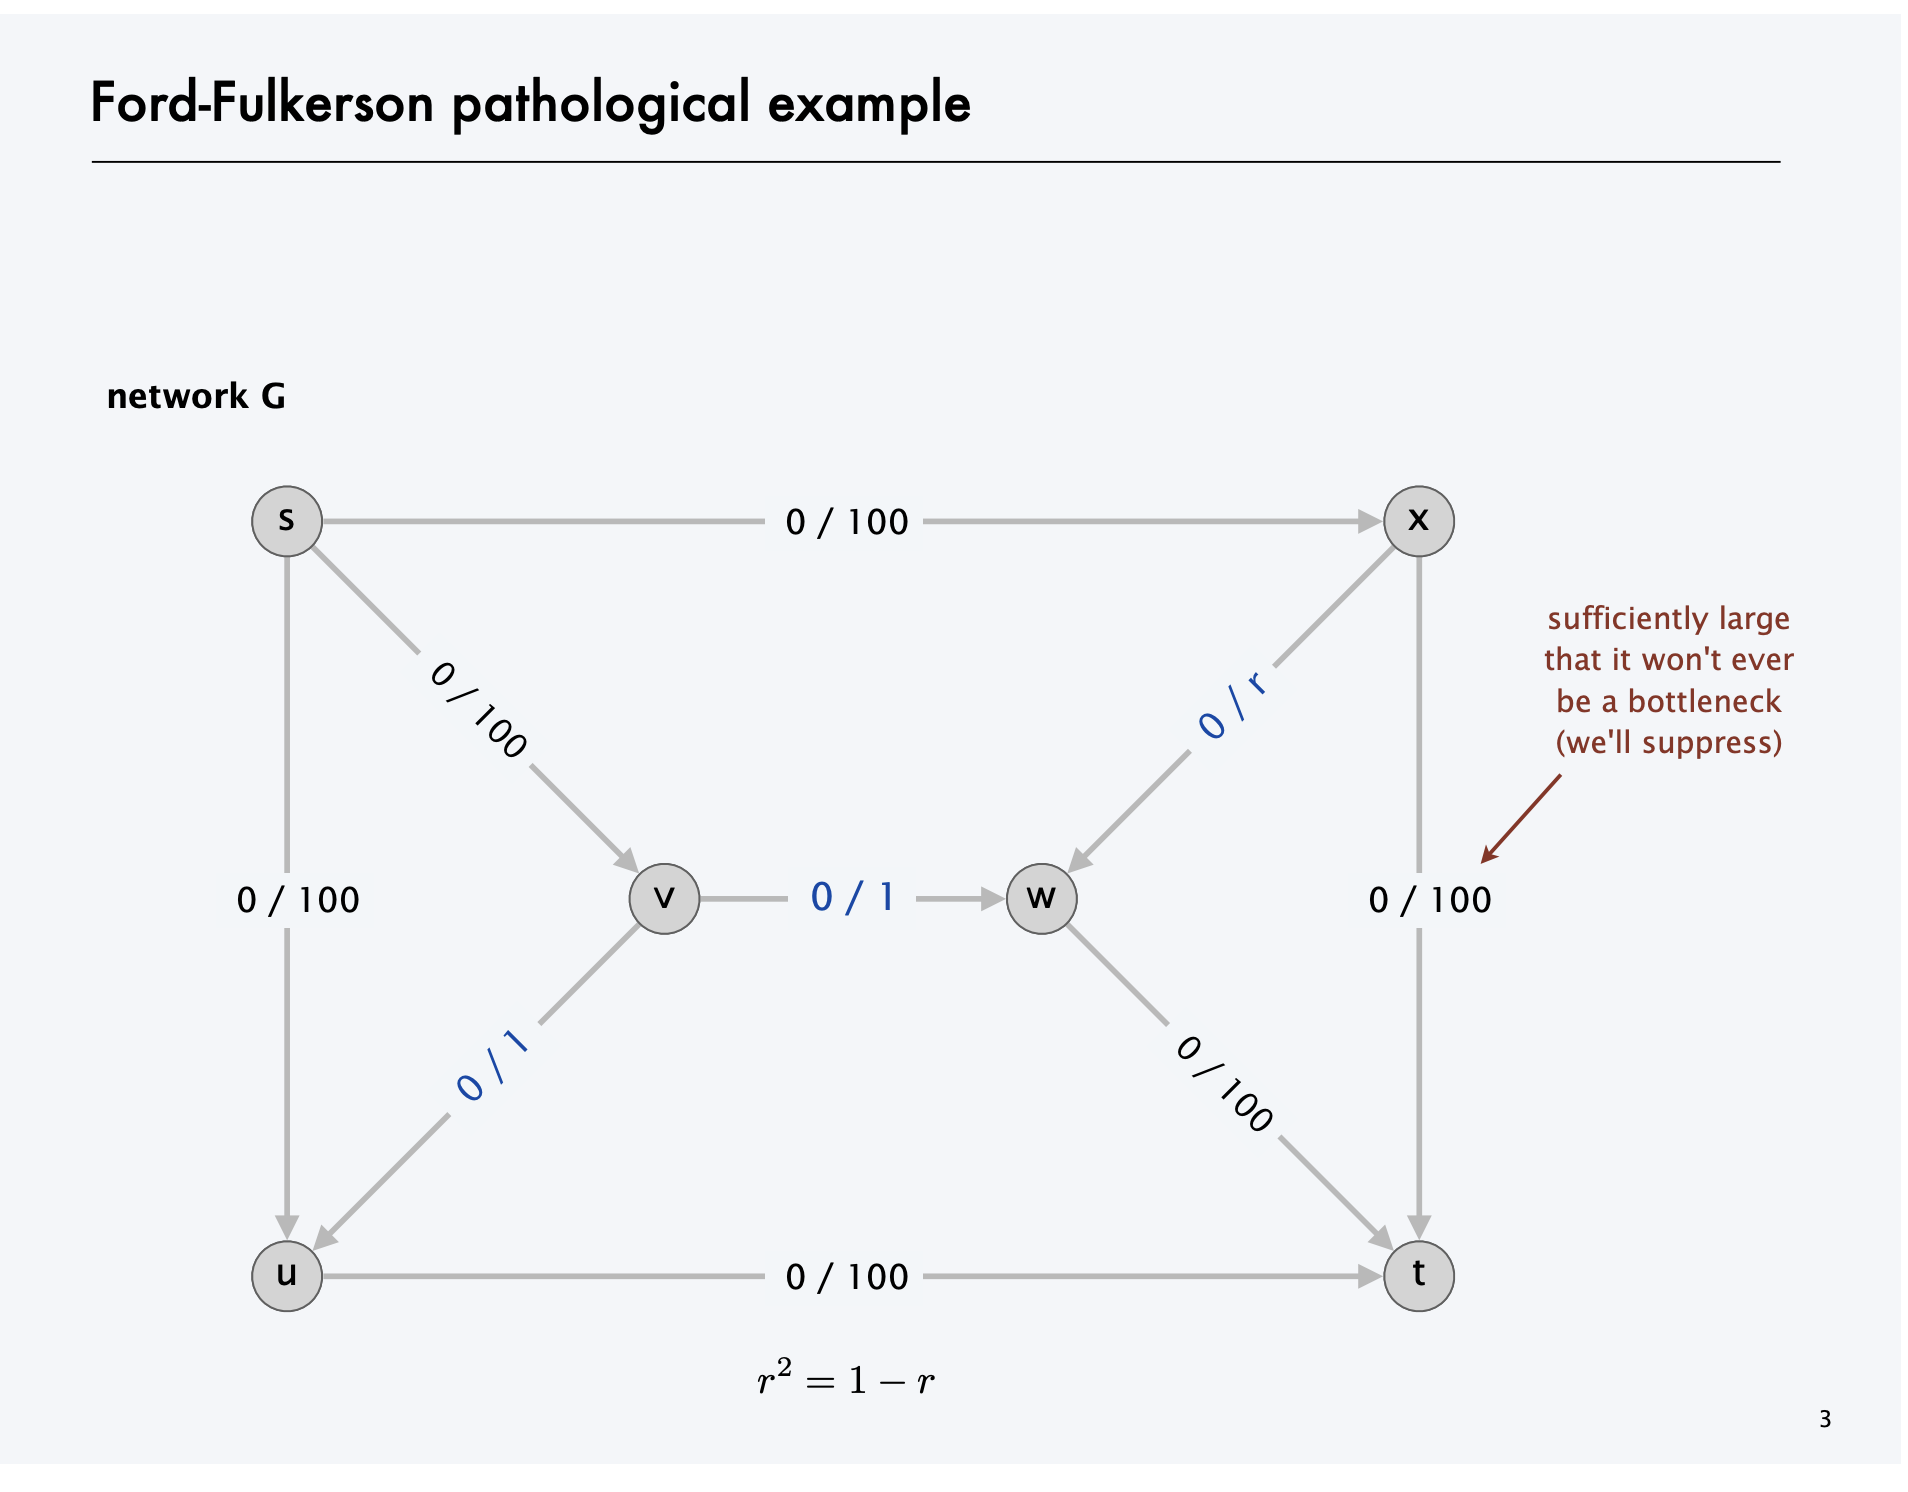 Ford-Fulkerson pathological example
network G
s
0 / 100
x
sufficiently large
that it won't ever
be a bottleneck
(we'll suppress)
0 / 100
0 / r
0 / 100
v
0 / 1
w
0 / 100
0 / 1
0 / 100
u
0 / 100
t
r² = 1 − r
3